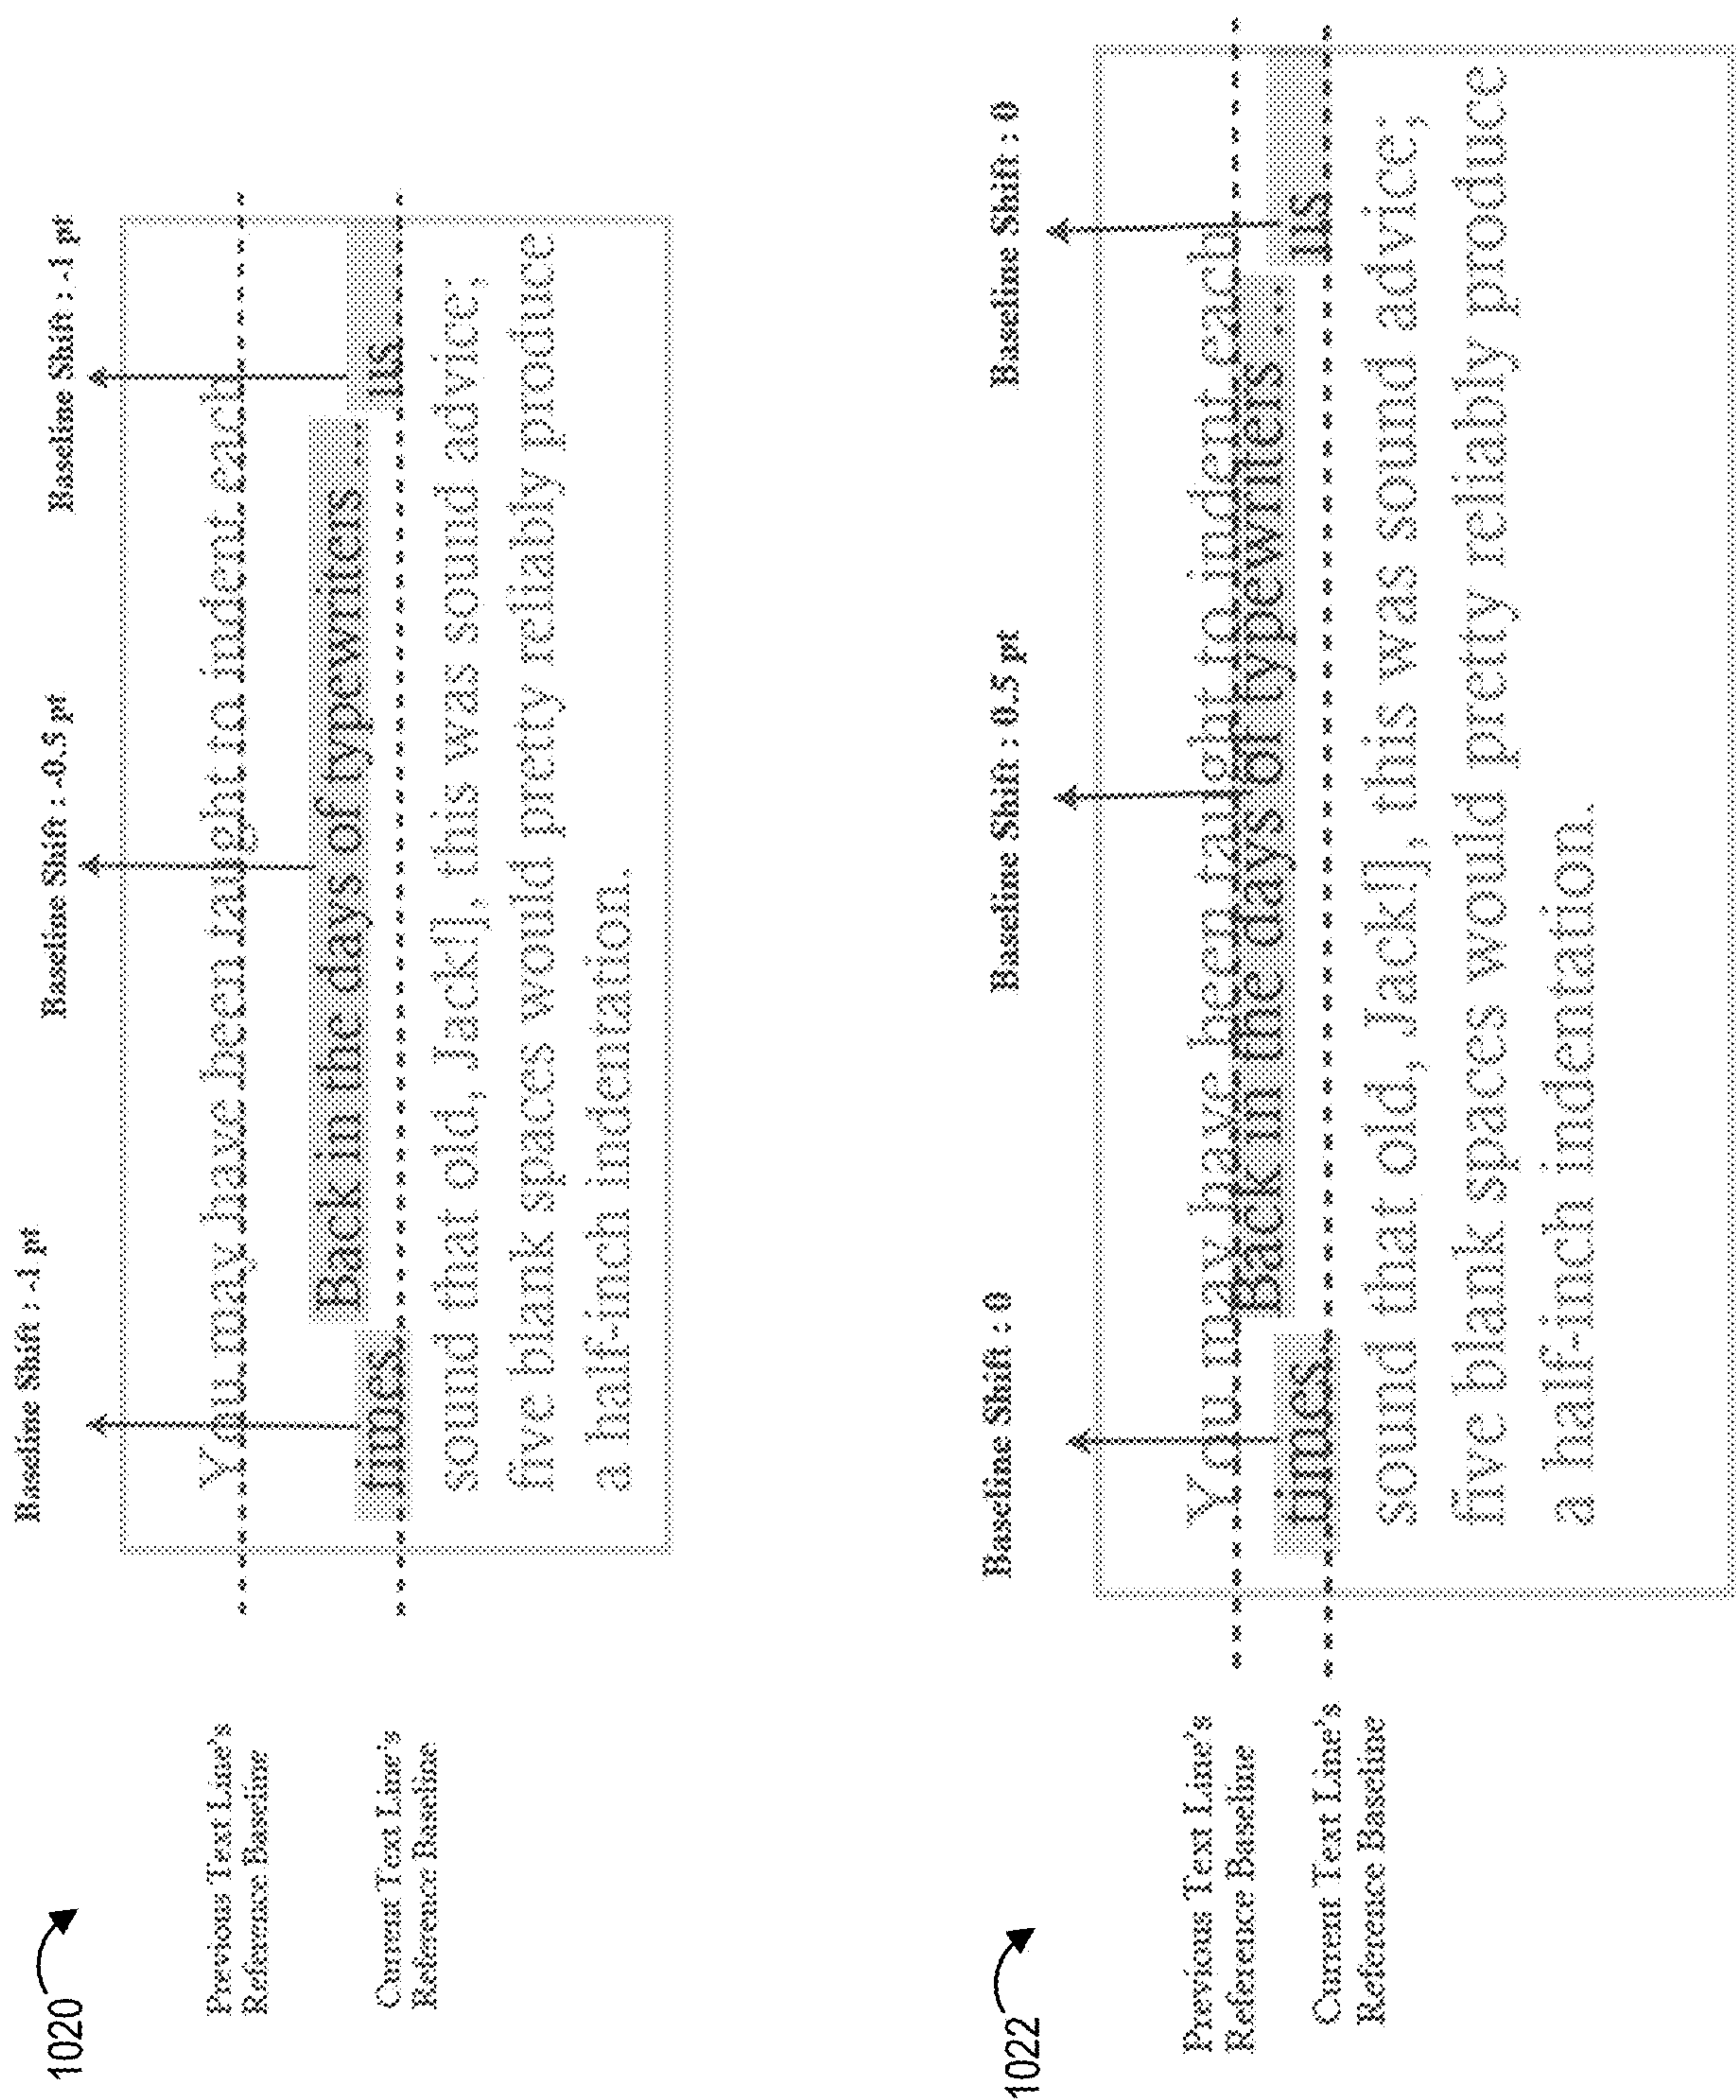 1020
Baseline Shift : -1 pt
Baseline Shift : -0.5 pt
Baseline Shift : -1 pt
Previous Text Line's
Reference Baseline
Current Text Line's
Reference Baseline
You may have been taught to indent each
times. Back in the days of typewriters ...
sound that old, Jack!], this was sound advice;
five blank spaces would pretty reliably produce
a half-inch indentation.
1022
Baseline Shift : 0
Baseline Shift : 0.5 pt
Baseline Shift : 0
Previous Text Line's
Reference Baseline
Current Text Line's
Reference Baseline
You may have been taught to indent each
times. Back in the days of typewriters ...
sound that old, Jack!], this was sound advice;
five blank spaces would pretty reliably produce
a half-inch indentation.